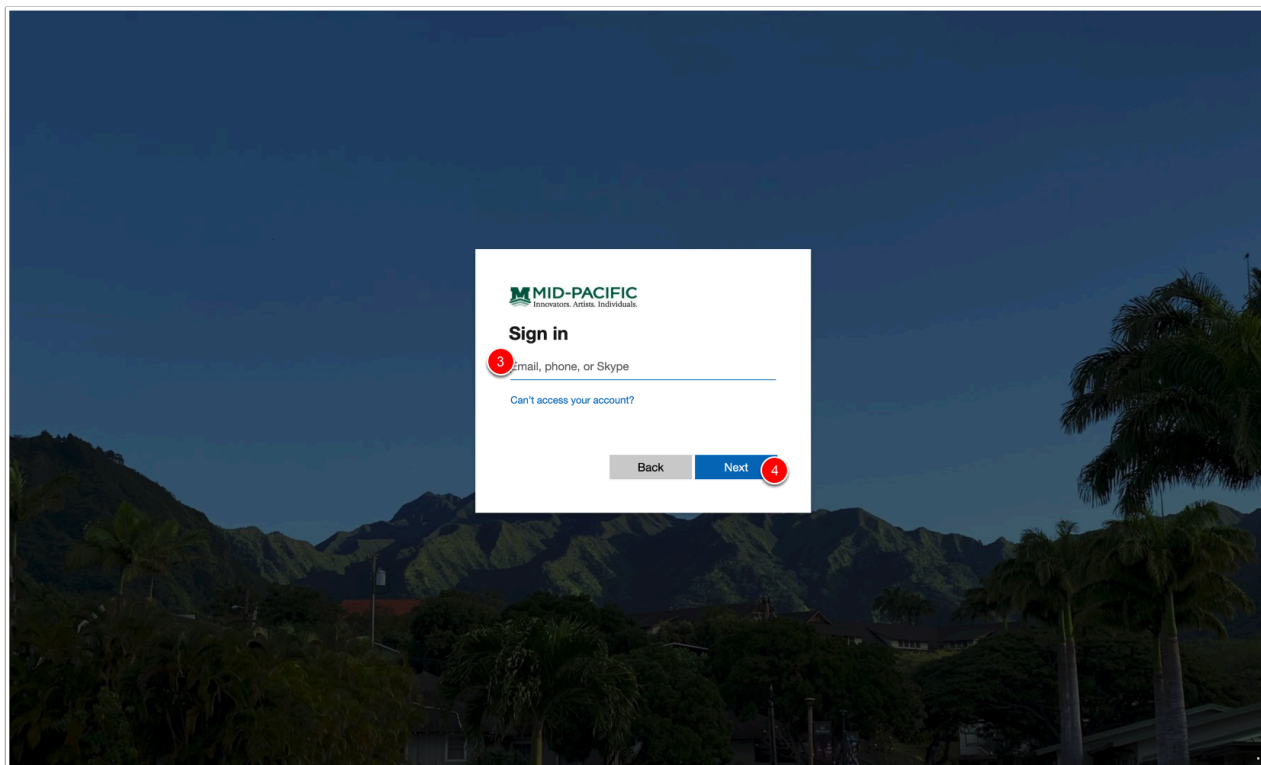 MID-PACIFIC
Innovators. Artists. Individuals.
Sign in
3
Email, phone, or Skype
Can't access your account?
Back
Next
4